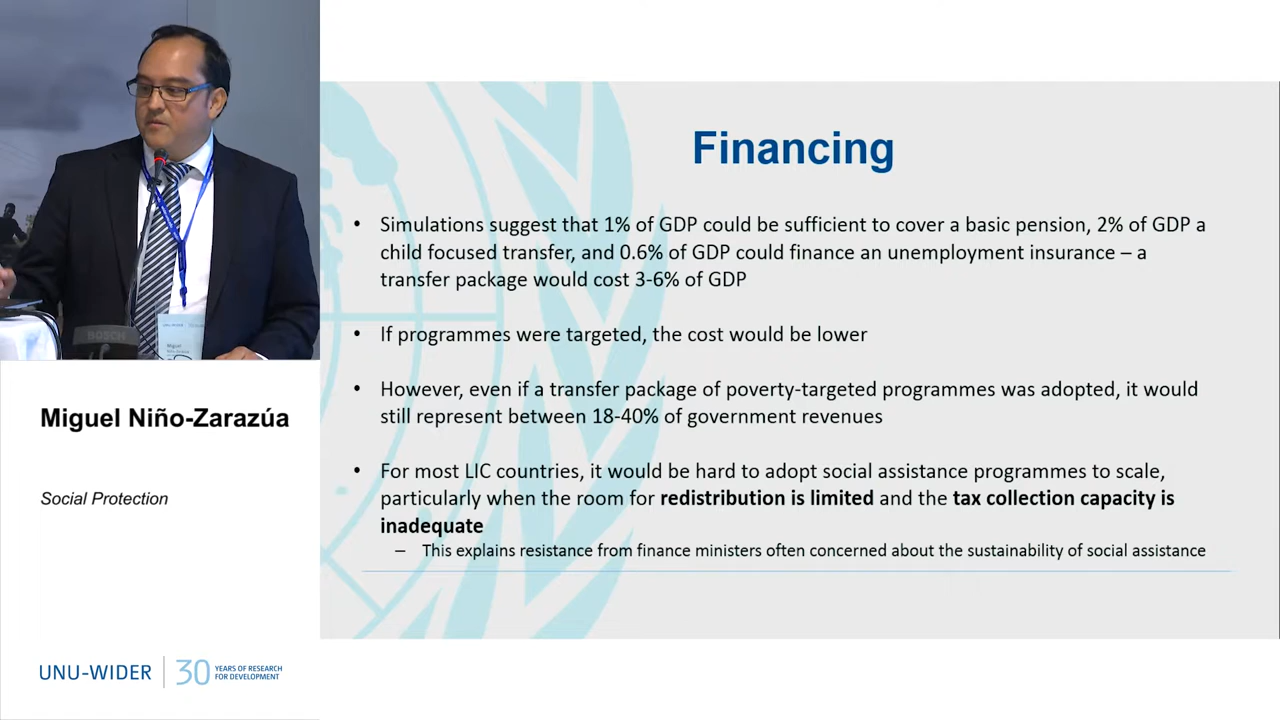 Financing
• Simulations suggest that 1% of GDP could be sufficient to cover a basic pension, 2% of GDP a
child focused transfer, and 0.6% of GDP could finance an unemployment insurance – a
transfer package would cost 3-6% of GDP
• If programmes were targeted, the cost would be lower
• However, even if a transfer package of poverty-targeted programmes was adopted, it would
still represent between 18-40% of government revenues
• For most LIC countries, it would be hard to adopt social assistance programmes to scale,
particularly when the room for redistribution is limited and the tax collection capacity is
inadequate
– This explains resistance from finance ministers often concerned about the sustainability of social assistance
BOSCH
UNU-WIDER
Miguel
Miguel Niño-Zarazúa
Social Protection
UNU-WIDER
30 YEARS OF RESEARCH
FOR DEVELOPMENT